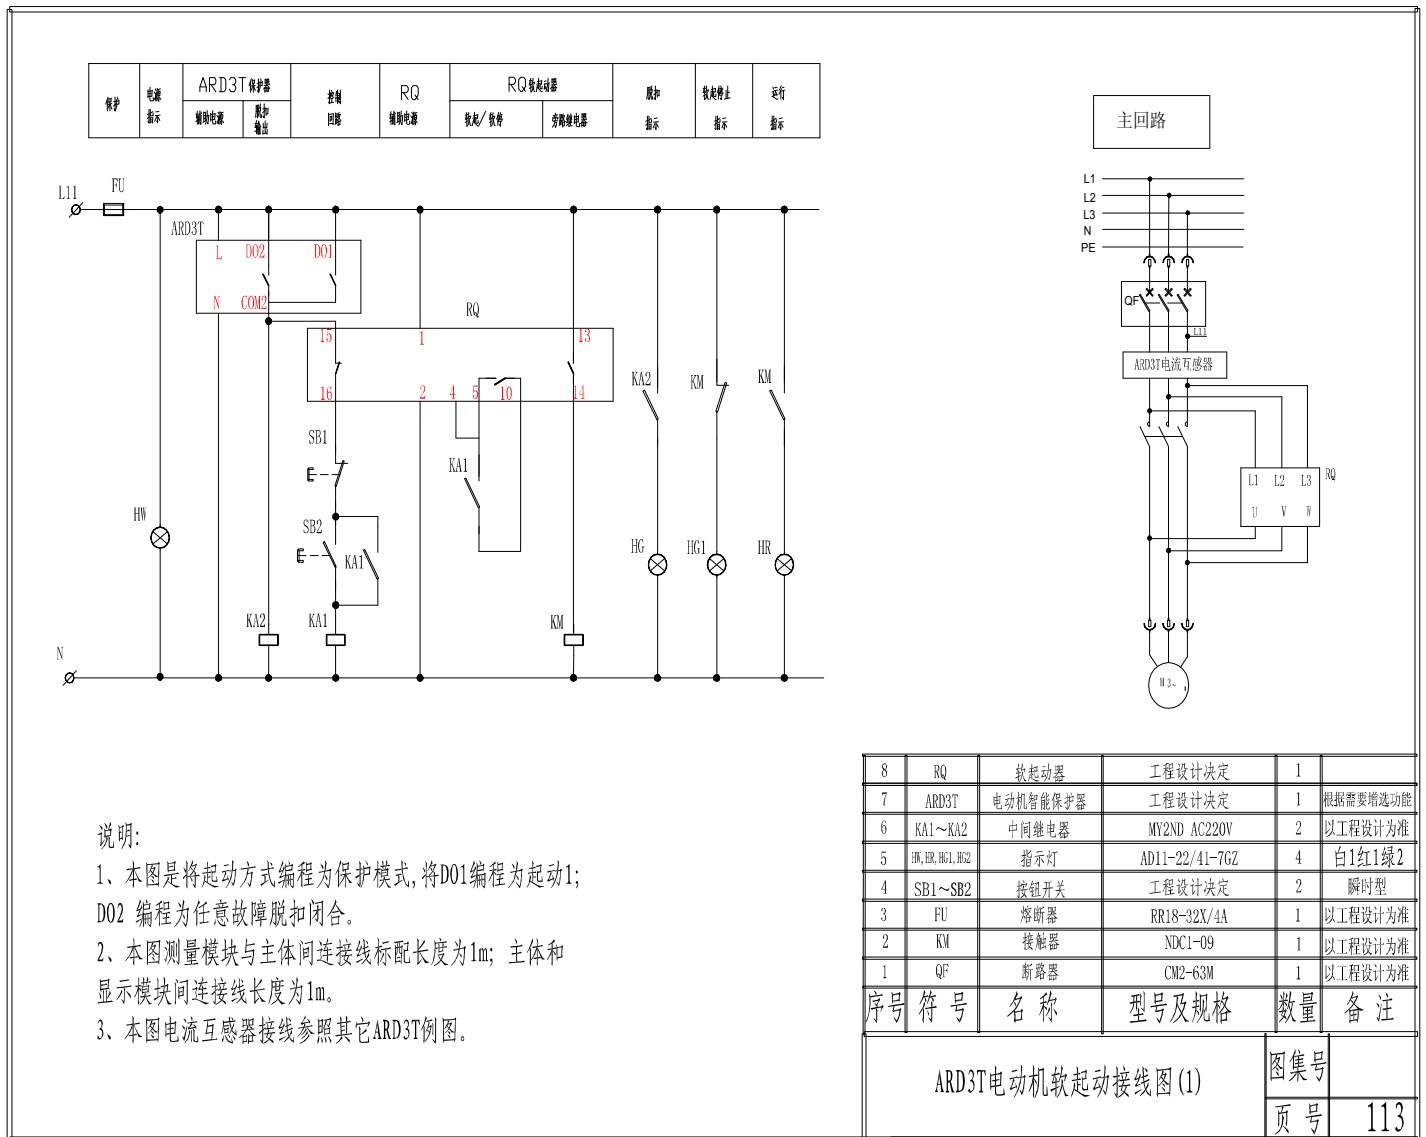 保护
电源
指示
ARD3T保护器
辅助电源
脱扣
输出
控制
回路
RQ
辅助电源
RQ软起动器
软起/软停
旁路继电器
脱扣
指示
软起停止
指示
运行
指示
主回路
L11
FU
ARD3T
L
DO2
DO1
N
COM2
RQ
15
1
13
16
2
4
5
10
14
KA2
KM
KM
SB1
KA1
HW
SB2
KA1
HG
HG1
HR
KA2
KA1
KM
N
L1
L2
L3
N
PE
QF
L11
ARD3T电流互感器
RQ
L1 L2 L3
U V W
M 3~
说明:
1、本图是将起动方式编程为保护模式,将DO1编程为起动1;
DO2 编程为任意故障脱扣闭合。
2、本图测量模块与主体间连接线标配长度为1m; 主体和
显示模块间连接线长度为1m。
3、本图电流互感器接线参照其它ARD3T例图。
8 RQ 软起动器 工程设计决定 1
7 ARD3T 电动机智能保护器 工程设计决定 1 根据需要增选功能
6 KA1～KA2 中间继电器 MY2ND AC220V 2 以工程设计为准
5 HW,HR,HG1,HG2 指示灯 AD11-22/41-7GZ 4 白1红1绿2
4 SB1～SB2 按钮开关 工程设计决定 2 瞬时型
3 FU 熔断器 RR18-32X/4A 1 以工程设计为准
2 KM 接触器 NDC1-09 1 以工程设计为准
1 QF 断路器 CM2-63M 1 以工程设计为准
序号 符号 名称 型号及规格 数量 备注
ARD3T电动机软起动接线图(1)
图集号
页号 113